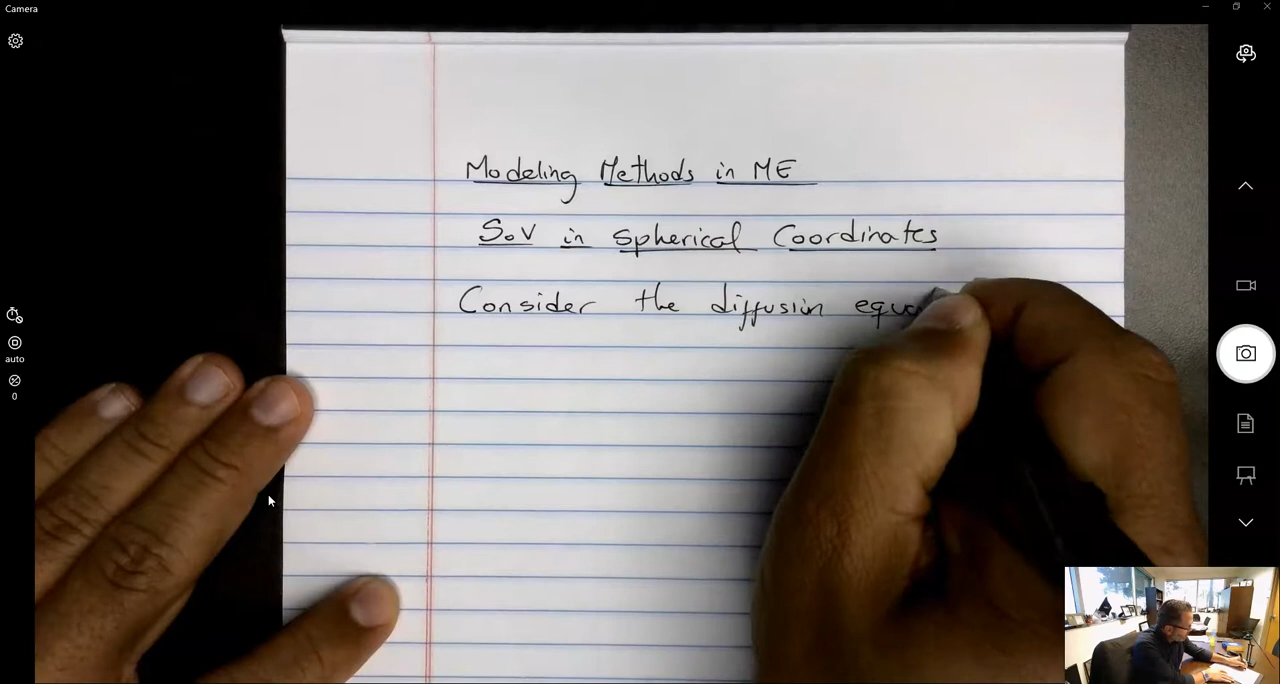 Camera
Modeling Methods in ME
SoV in Spherical Coordinates
Consider the diffusion
auto
0